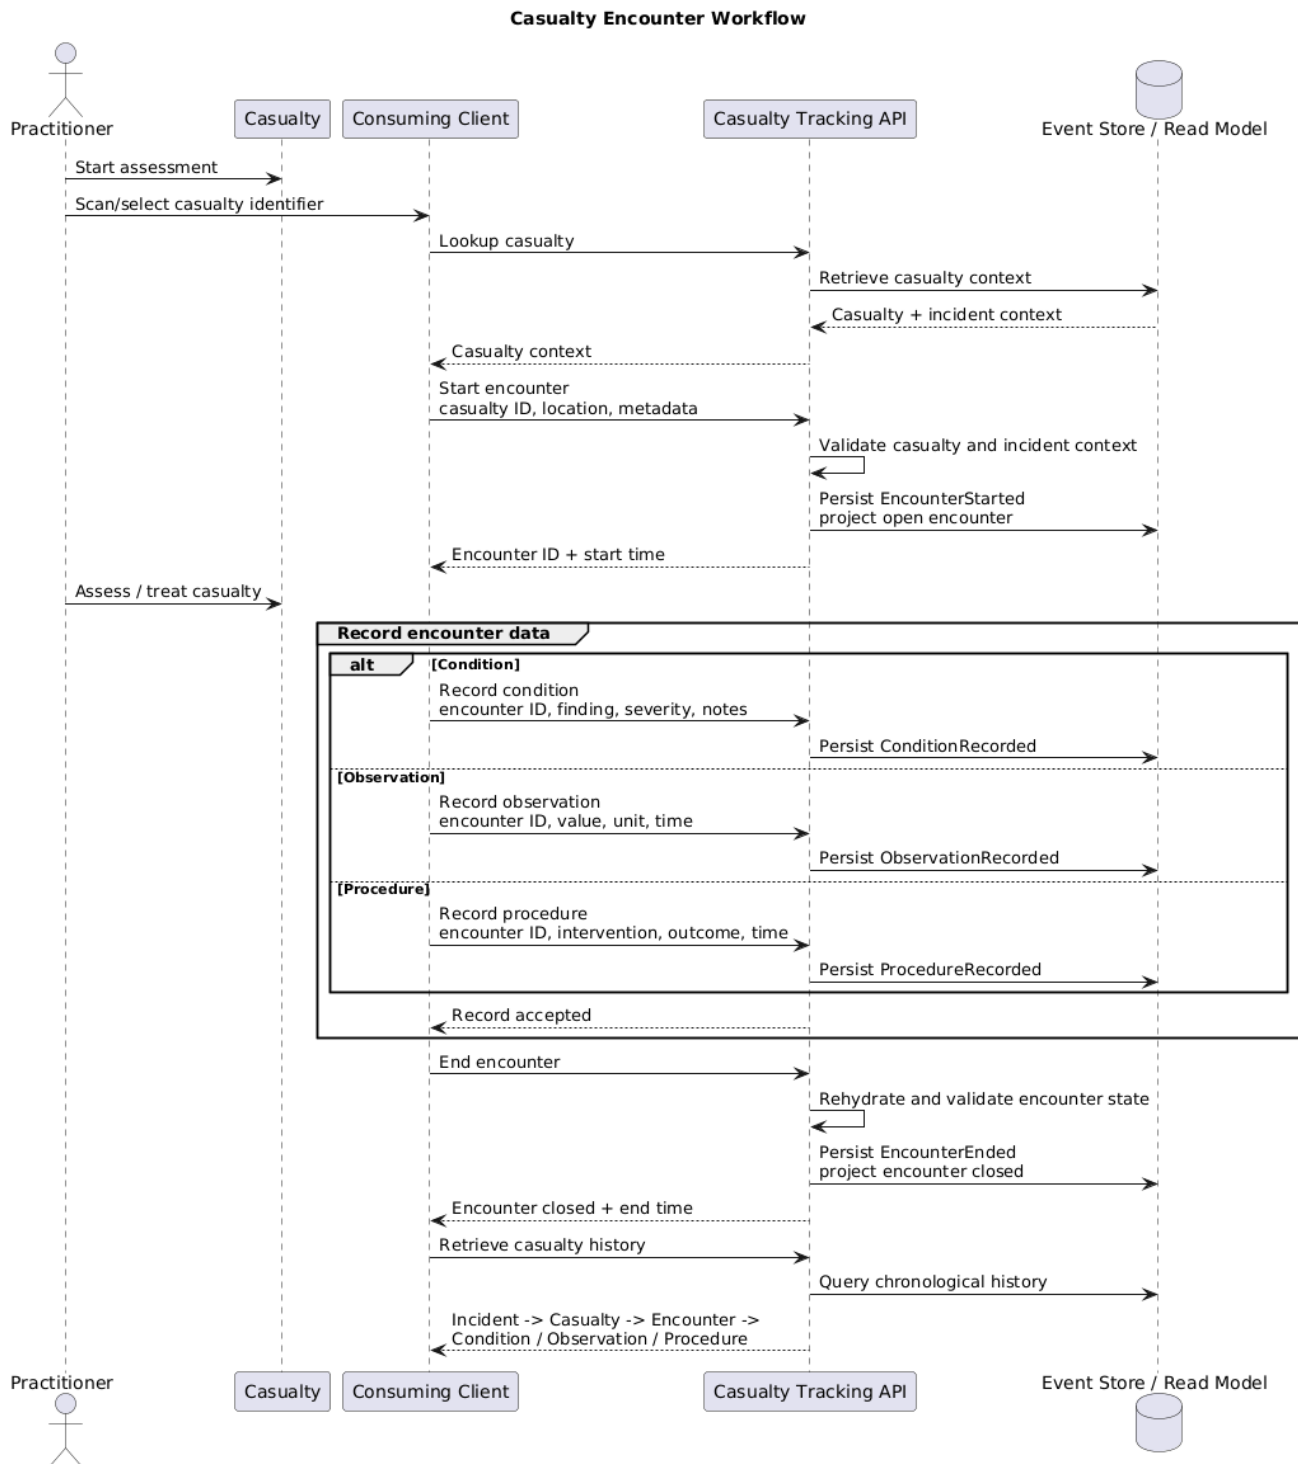 Casualty Encounter Workflow
Practitioner
Casualty
Consuming Client
Casualty Tracking API
Event Store / Read Model
Start assessment
Scan/select casualty identifier
Lookup casualty
Retrieve casualty context
Casualty + incident context
Casualty context
Start encounter
casualty ID, location, metadata
Validate casualty and incident context
Persist EncounterStarted
project open encounter
Encounter ID + start time
Assess / treat casualty
Record encounter data
alt
[Condition]
Record condition
encounter ID, finding, severity, notes
Persist ConditionRecorded
[Observation]
Record observation
encounter ID, value, unit, time
Persist ObservationRecorded
[Procedure]
Record procedure
encounter ID, intervention, outcome, time
Persist ProcedureRecorded
Record accepted
End encounter
Rehydrate and validate encounter state
Persist EncounterEnded
project encounter closed
Encounter closed + end time
Retrieve casualty history
Query chronological history
Incident -> Casualty -> Encounter ->
Condition / Observation / Procedure
Practitioner
Casualty
Consuming Client
Casualty Tracking API
Event Store / Read Model